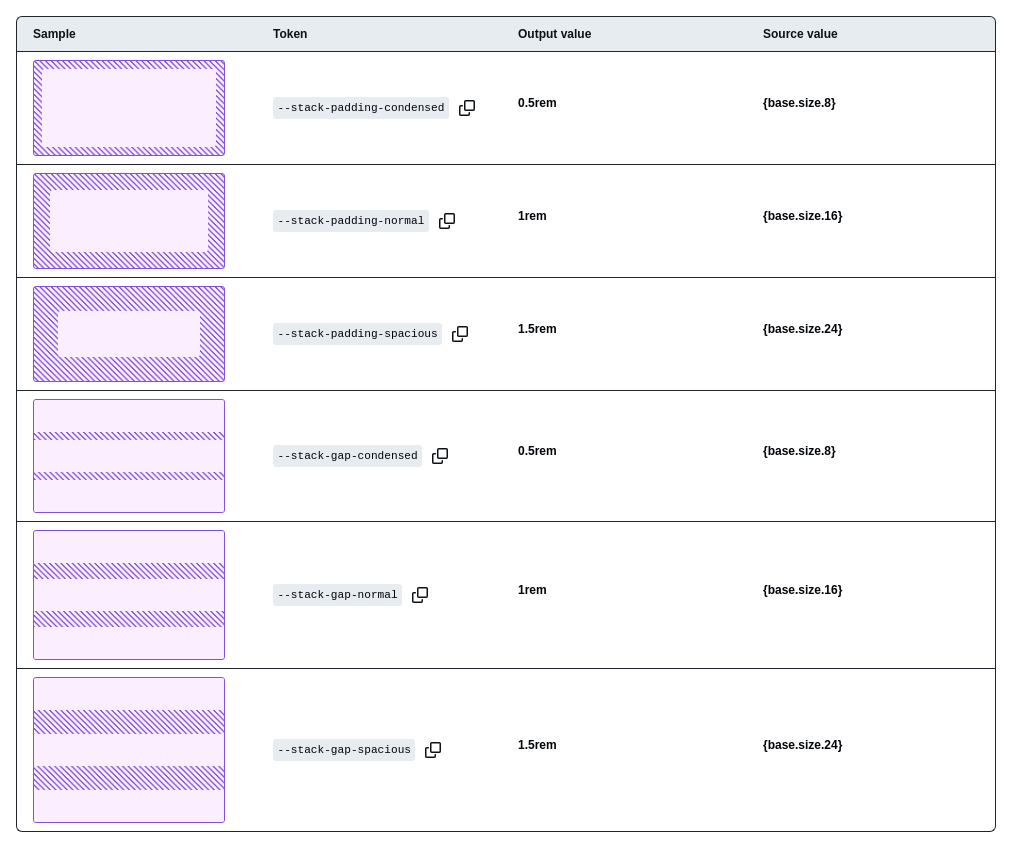 Sample Token Output value Source value
--stack-padding-condensed 0.5rem {base.size.8}
--stack-padding-normal 1rem {base.size.16}
--stack-padding-spacious 1.5rem {base.size.24}
--stack-gap-condensed 0.5rem {base.size.8}
--stack-gap-normal 1rem {base.size.16}
--stack-gap-spacious 1.5rem {base.size.24}